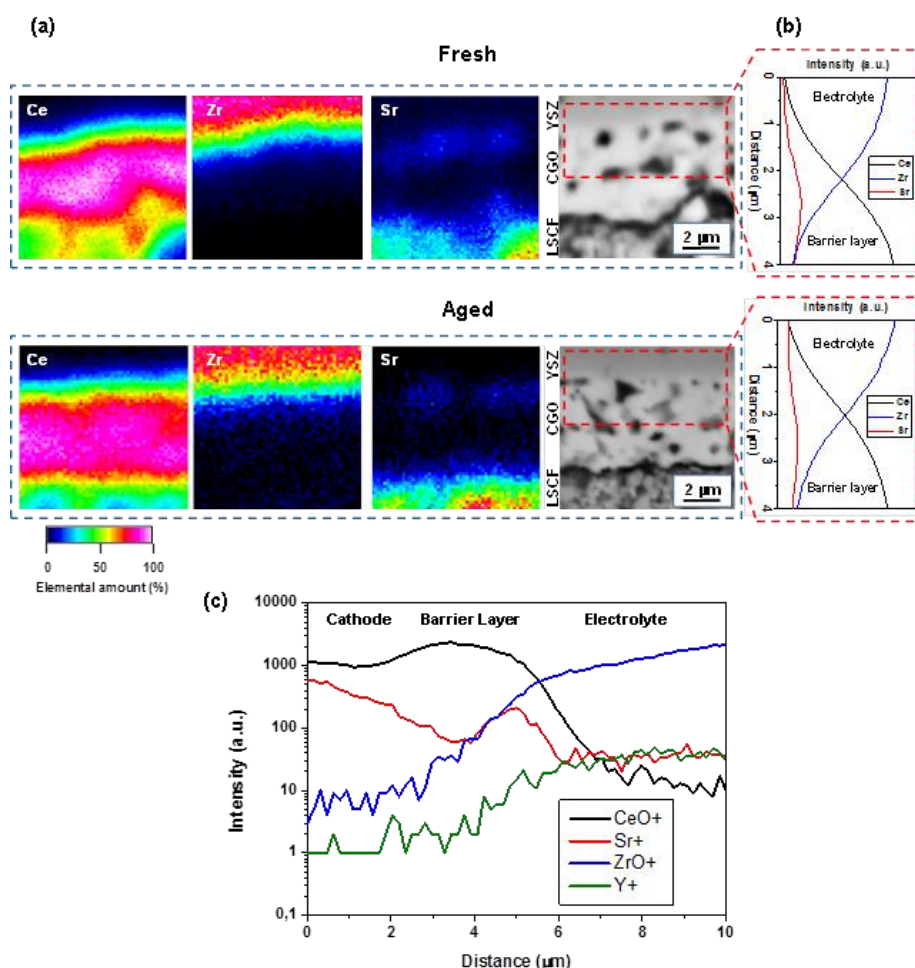 (a)
(b)
Fresh
Ce
Zr
Sr
YSZ
CGO
LSCF
2 µm
Intensity (a.u.)
0
1
2
3
4
Distance (µm)
Electrolyte
Ce
Zr
Sr
Barrier layer
Aged
Ce
Zr
Sr
YSZ
CGO
LSCF
2 µm
Intensity (a.u.)
0
1
2
3
4
Distance (µm)
Electrolyte
Ce
Zr
Sr
Barrier layer
0 50 100
Elemental amount (%)
(c)
10000
1000
100
10
1
0,1
Intensity (a.u.)
Cathode Barrier Layer Electrolyte
CeO+
Sr+
ZrO+
Y+
0 2 4 6 8 10
Distance (µm)